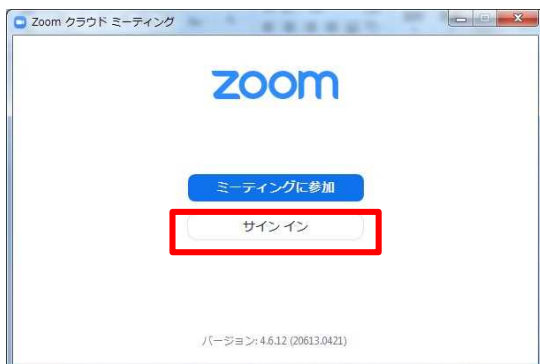 Zoom クラウド ミーティング
zoom
ミーティングに参加
サイン イン
バージョン: 4.6.12 (20613.0421)